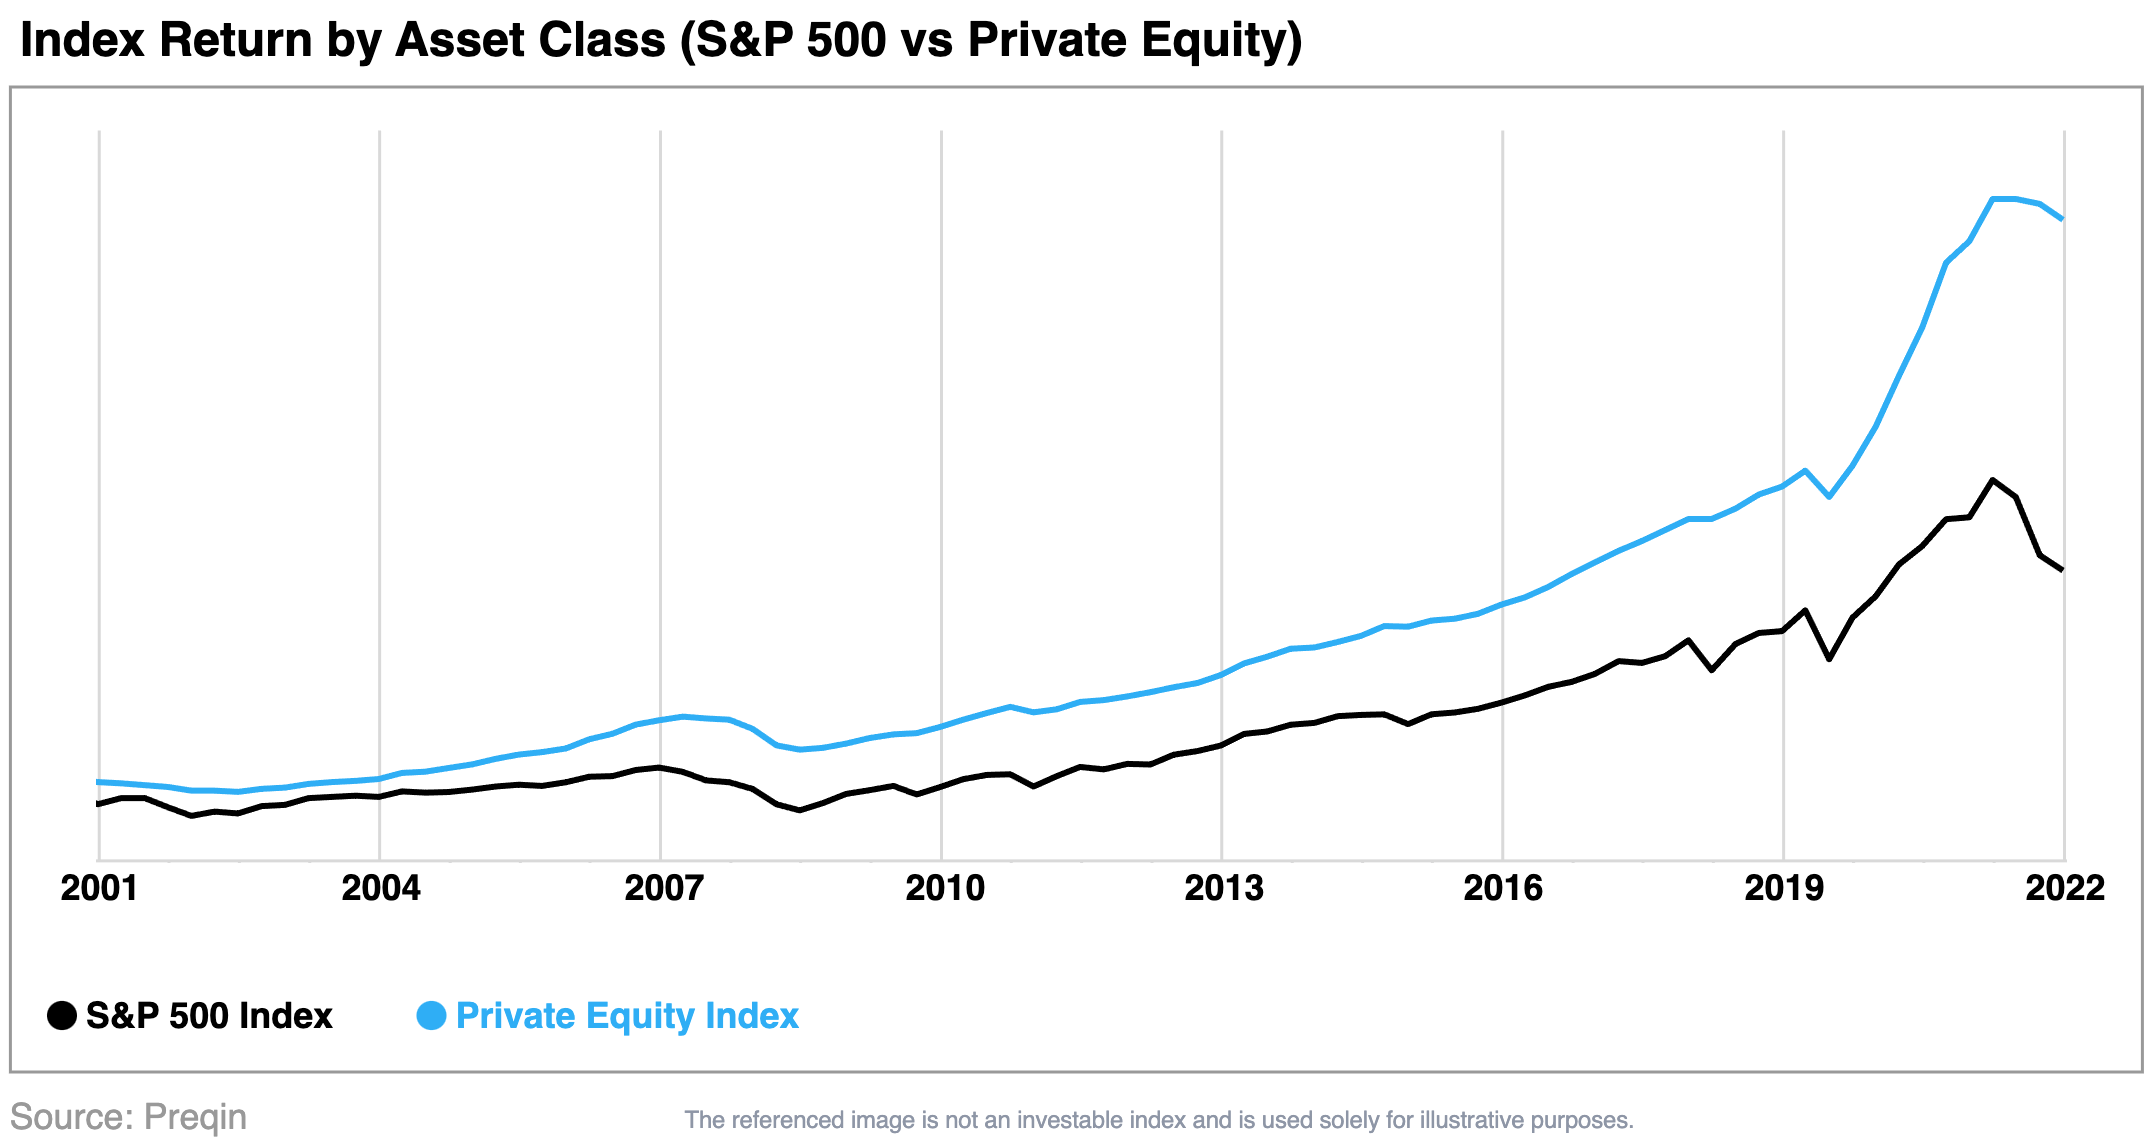 Index Return by Asset Class (S&P 500 vs Private Equity)
2001 2004 2007 2010 2013 2016 2019 2022
S&P 500 Index Private Equity Index
Source: Preqin
The referenced image is not an investable index and is used solely for illustrative purposes.